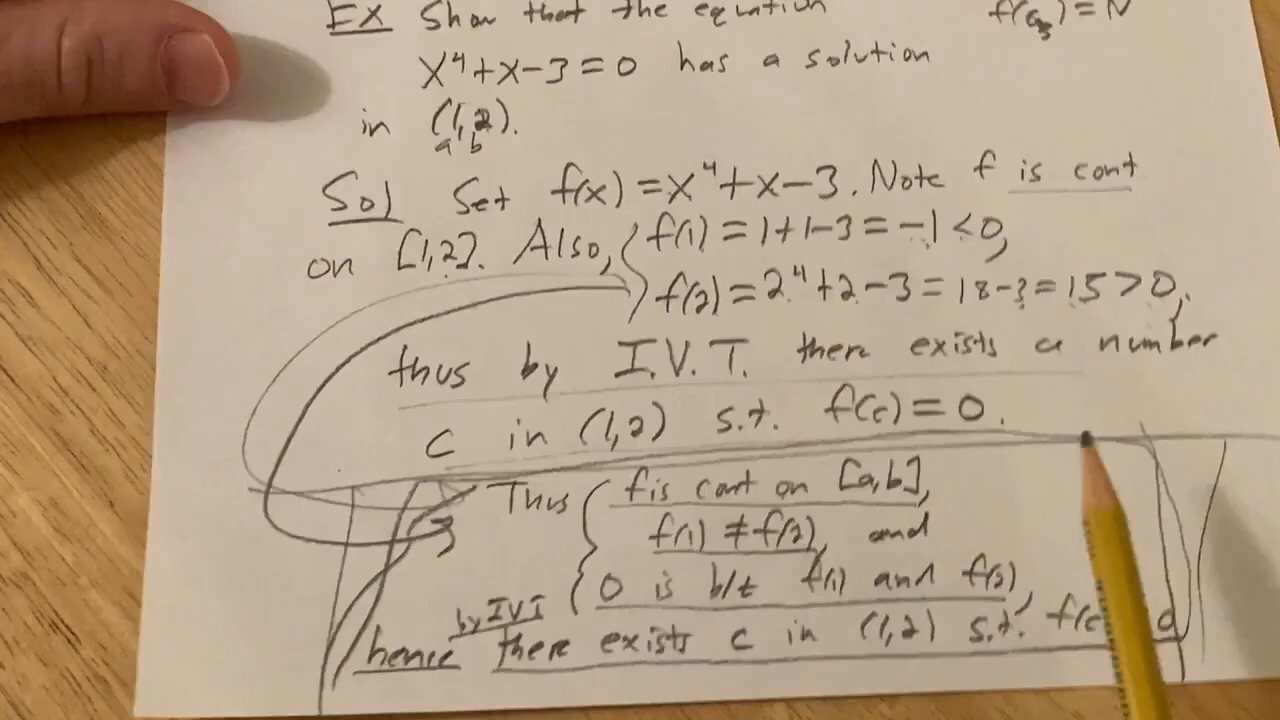 EX Show that the equation
f(c₃) = N
x⁴+x-3=0 has a solution
in (1,2).
a b
Sol Set f(x)=x⁴+x-3. Note f is cont
on [1,2]. Also, f(1)=1+1-3=-1<0,
f(2)=2⁴+2-3=18-3=15>0,
thus by I.V.T. there exists a number
c in (1,2) s.t. f(c)=0.
Thus f is cont on [a,b],
f(1)≠f(2), and
0 is b/t f(1) and f(2),
by IVT
hence there exists c in (1,2) s.t. f(c